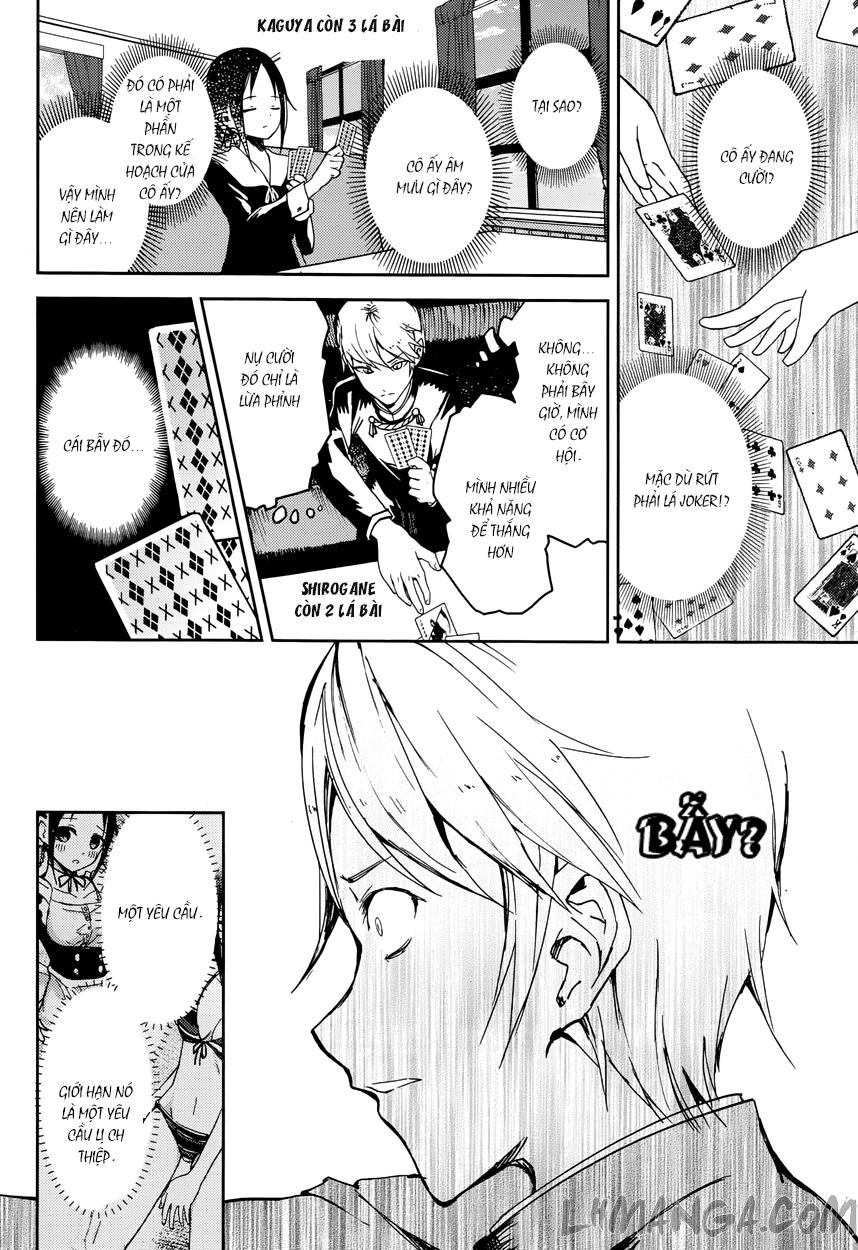 CÔ ẤY ĐANG
CƯỜI?
MẶC DÙ RÚT
PHẢI LÁ JOKER!?
KAGUYA CÒN 3 LÁ BÀI
TẠI SAO?
CÔ ẤY ÂM
MƯU GÌ ĐÂY?
ĐÓ CÓ PHẢI
LÀ MỘT
PHẦN
TRONG KẾ
HOẠCH CỦA
CÔ ẤY?
VẬY MÌNH
NÊN LÀM
GÌ ĐÂY...
KHÔNG...
KHÔNG
PHẢI BÂY
GIỜ, MÌNH
CÓ CƠ
HỘI.
MÌNH NHIỀU
KHẢ NĂNG
ĐỂ THẮNG
HƠN
NỤ CƯỜI
ĐÓ CHỈ LÀ
LỪA PHỈNH
SHIROGANE
CÒN 2 LÁ BÀI
CÁI BẪY ĐÓ...
BẪY?
MỘT YÊU CẦU.
GIỚI HẠN NÓ
LÀ MỘT YÊU
CẦU LỊCH
THIỆP.
LHMANGA.COM